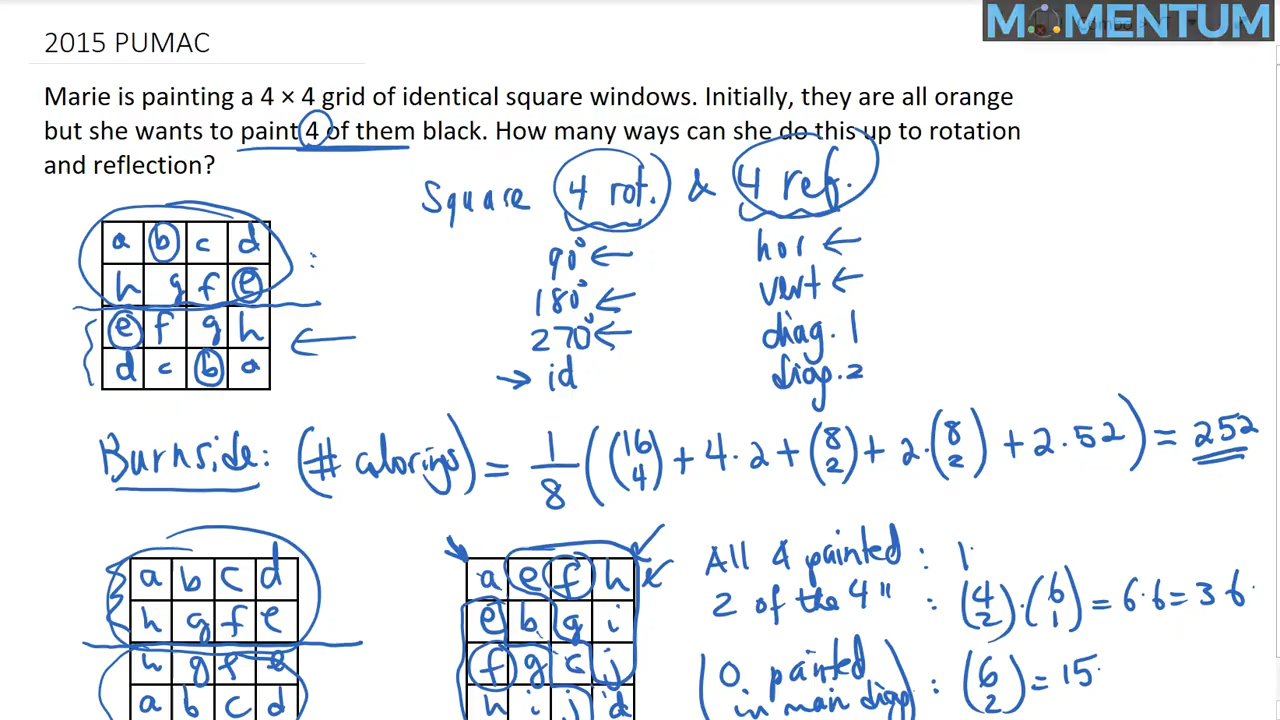 MOMENTUM
2015 PUMAC
Marie is painting a 4 × 4 grid of identical square windows. Initially, they are all orange
but she wants to paint 4 of them black. How many ways can she do this up to rotation
and reflection?
Square 4 rot. & 4 ref.
a b c d
h g f e
e f g h
d c b a
90° ← hor ←
180° ← vert ←
270° ← diag. 1
→ id diag. 2
Burnside: (# colorings) = 1/8 ((16 4) + 4·2 + (8 2) + 2·(8 2) + 2·52) = 252
a b c d
h g f e
h g f e
a b c d
a e f h
e b g i
f g c j
h i j d
All 4 painted : 1
2 of the 4 " : (4 2)·(6 1) = 6·6 = 36
(0 painted in main diag) : (6 2) = 15